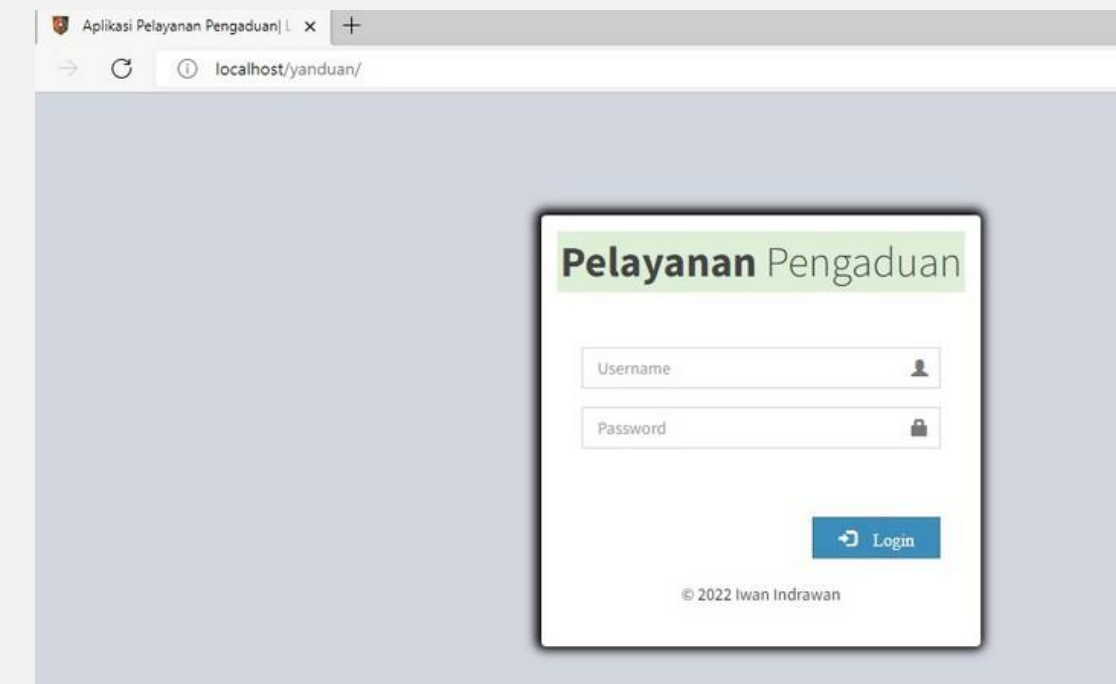 Aplikasi Pelayanan Pengaduan| L
localhost/yanduan/
Pelayanan Pengaduan
Username
Password
Login
© 2022 Iwan Indrawan